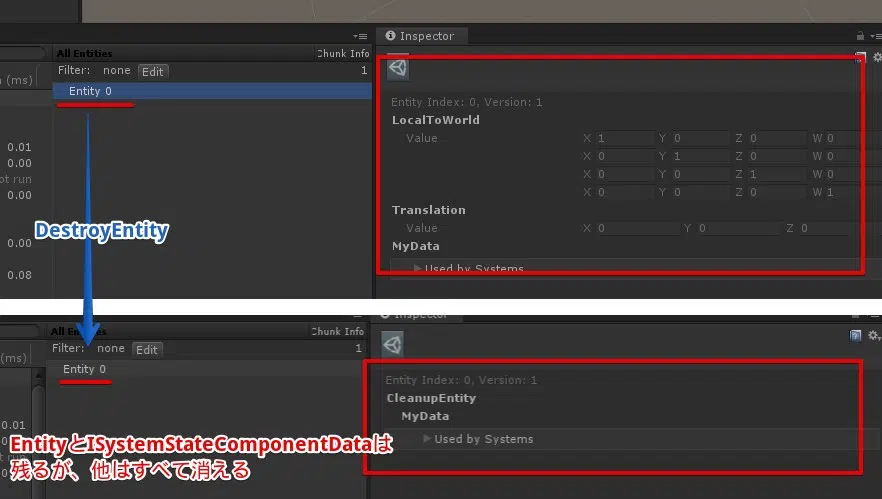 Inspector
All Entities Chunk Info
Filter: none Edit 1
(ms)
Entity 0
Entity Index: 0, Version: 1
LocalToWorld
Value X 1 Y 0 Z 0 W 0
0.01
X 0 Y 1 Z 0 W 0
0.00
ot run
X 0 Y 0 Z 1 W 0
0.00
X 0 Y 0 Z 0 W 1
Translation
Value X 0 Y 0 Z 0
DestroyEntity
0.00
MyData
Used by Systems
0.08
Inspector
All Entities Chunk Info
Filter: none Edit 1
(ms)
Entity 0
Entity Index: 0, Version: 1
CleanupEntity
MyData
0.01
Used by Systems
EntityとISystemStateComponentDataは
残るが、他はすべて消える
0.00